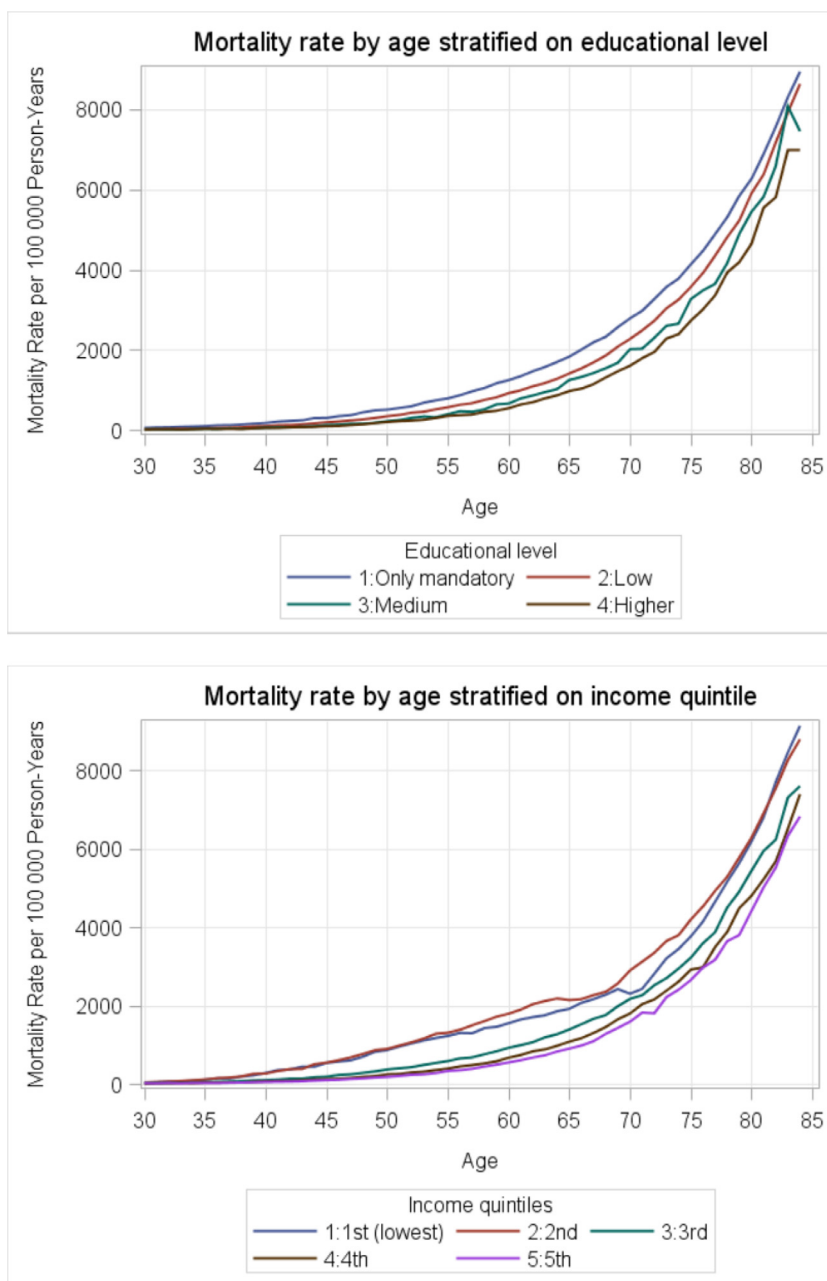 Mortality rate by age stratified on educational level
Mortality Rate per 100 000 Person-Years
8000
6000
4000
2000
0
30 35 40 45 50 55 60 65 70 75 80 85
Age
Educational level
1:Only mandatory 2:Low
3:Medium 4:Higher
Mortality rate by age stratified on income quintile
Mortality Rate per 100 000 Person-Years
8000
6000
4000
2000
0
30 35 40 45 50 55 60 65 70 75 80 85
Age
Income quintiles
1:1st (lowest) 2:2nd 3:3rd
4:4th 5:5th